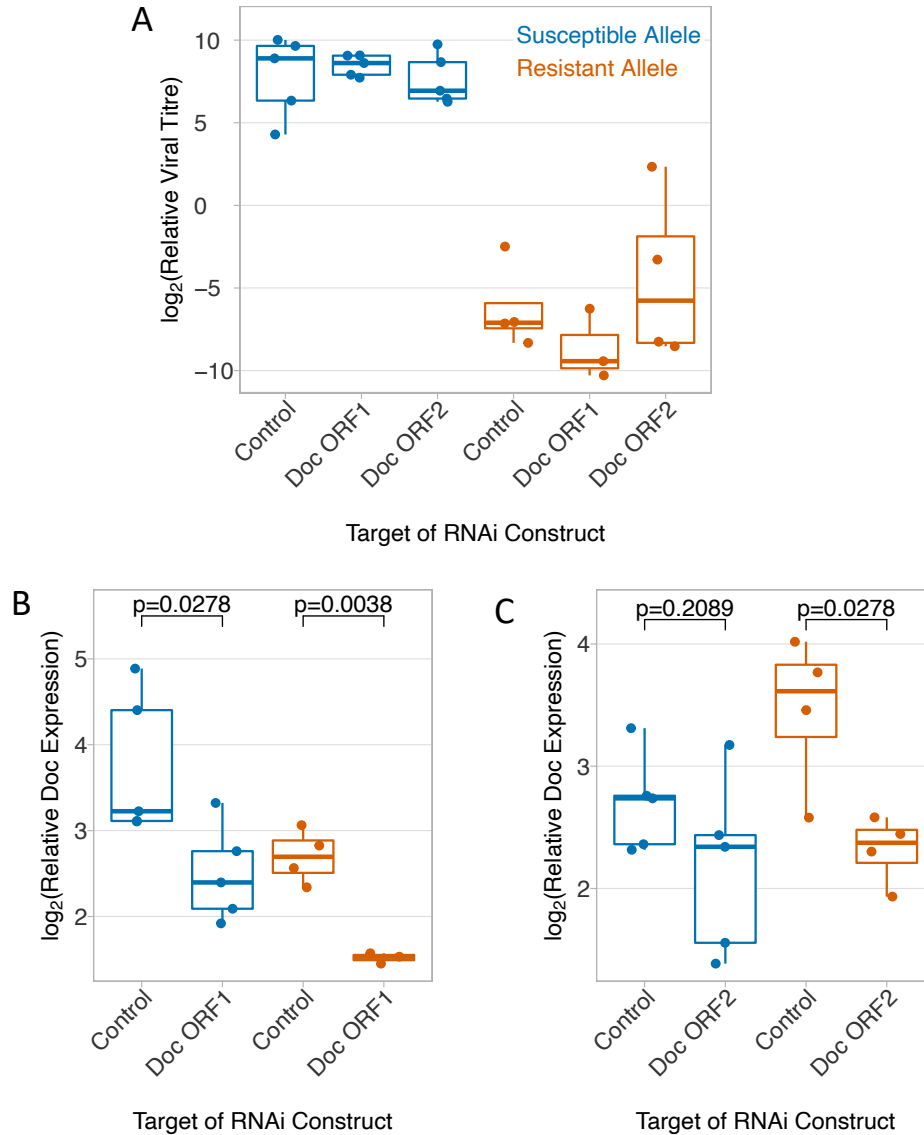 A
Susceptible Allele
Resistant Allele
log2(Relative Viral Titre)
10
5
0
−5
−10
Control
Doc ORF1
Doc ORF2
Control
Doc ORF1
Doc ORF2
Target of RNAi Construct
B
p=0.0278
p=0.0038
log2(Relative Doc Expression)
5
4
3
2
Control
Doc ORF1
Control
Doc ORF1
Target of RNAi Construct
C
p=0.2089
p=0.0278
log2(Relative Doc Expression)
4
3
2
Control
Doc ORF2
Control
Doc ORF2
Target of RNAi Construct